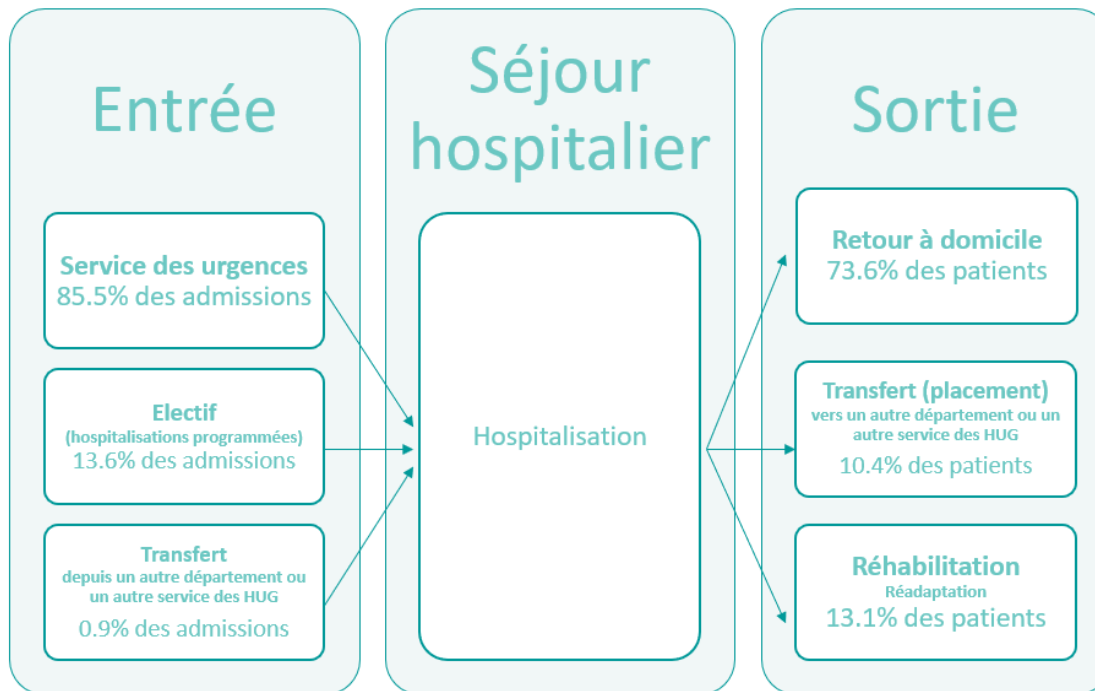 Entrée
Service des urgences
85.5% des admissions
Electif
(hospitalisations programmées)
13.6% des admissions
Transfert
depuis un autre département ou
un autre service des HUG
0.9% des admissions
Séjour
hospitalier
Hospitalisation
Sortie
Retour à domicile
73.6% des patients
Transfert (placement)
vers un autre département ou un
autre service des HUG
10.4% des patients
Réhabilitation
Réadaptation
13.1% des patients